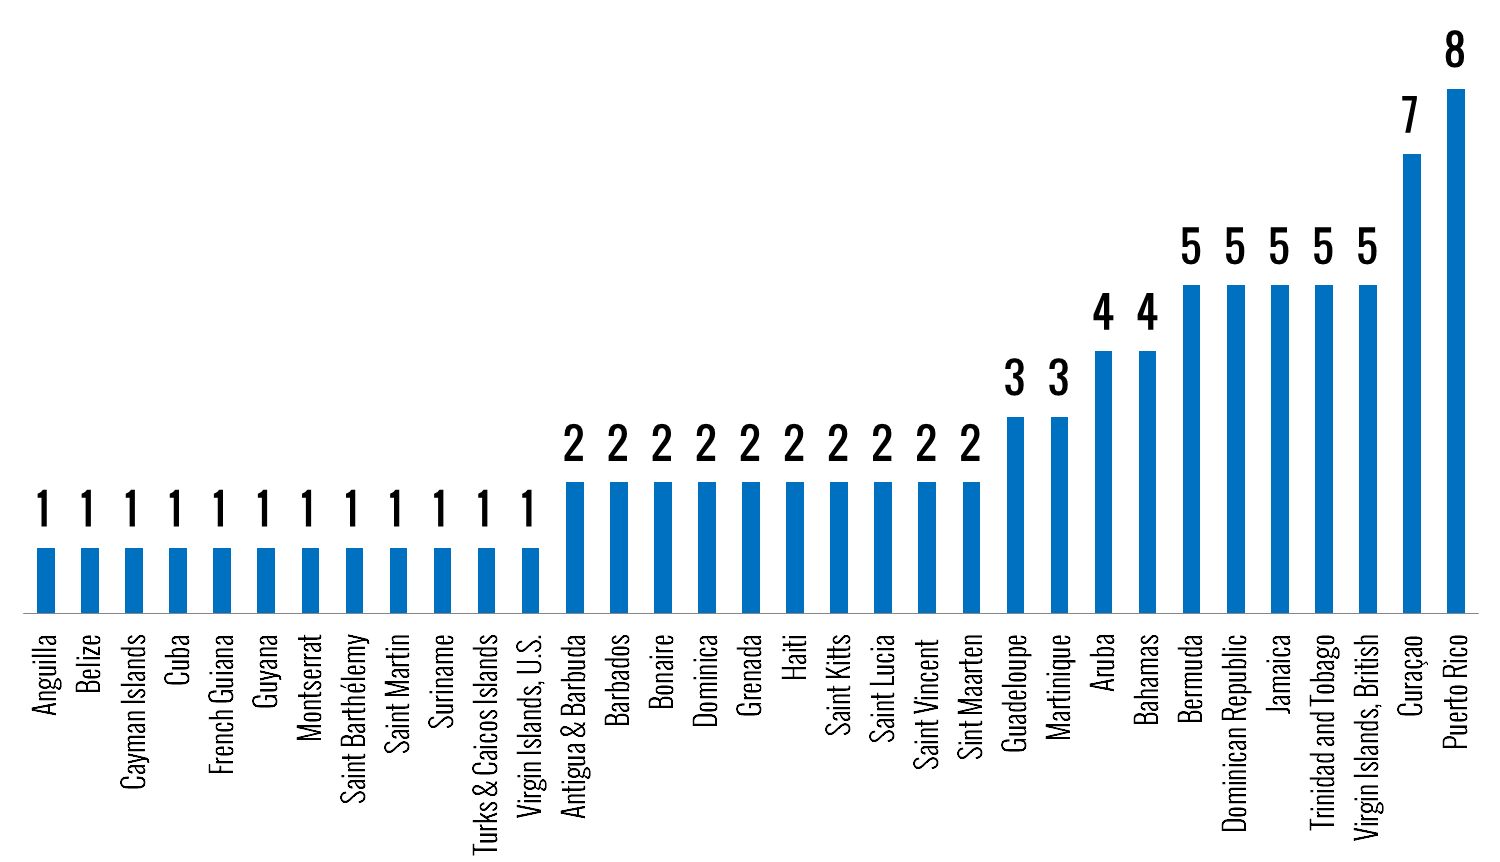 8
7
5 5 5 5 5
4 4
3 3
2 2 2 2 2 2 2 2 2 2
1 1 1 1 1 1 1 1 1 1 1 1
Anguilla
Belize
Cayman Islands
Cuba
French Guiana
Guyana
Montserrat
Saint Barthélemy
Saint Martin
Suriname
Turks & Caicos Islands
Virgin Islands, U.S.
Antigua & Barbuda
Barbados
Bonaire
Dominica
Grenada
Haiti
Saint Kitts
Saint Lucia
Saint Vincent
Sint Maarten
Guadeloupe
Martinique
Aruba
Bahamas
Bermuda
Dominican Republic
Jamaica
Trinidad and Tobago
Virgin Islands, British
Curaçao
Puerto Rico